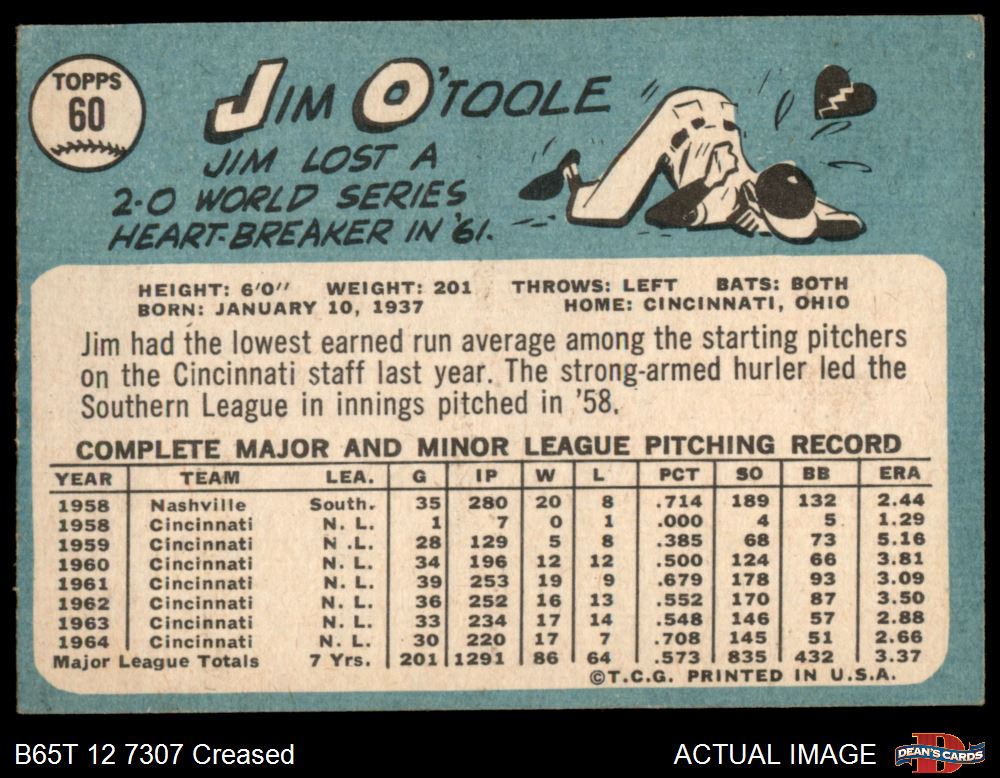 TOPPS
60
JIM O'TOOLE
JIM LOST A
2-0 WORLD SERIES
HEART-BREAKER IN '61.
HEIGHT: 6'0" WEIGHT: 201 THROWS: LEFT BATS: BOTH
BORN: JANUARY 10, 1937 HOME: CINCINNATI, OHIO
Jim had the lowest earned run average among the starting pitchers
on the Cincinnati staff last year. The strong-armed hurler led the
Southern League in innings pitched in '58.
COMPLETE MAJOR AND MINOR LEAGUE PITCHING RECORD
YEAR TEAM LEA. G IP W L PCT SO BB ERA
1958 Nashville South. 35 280 20 8 .714 189 132 2.44
1958 Cincinnati N. L. 1 7 0 1 .000 4 5 1.29
1959 Cincinnati N .L. 28 129 5 8 .385 68 73 5.16
1960 Cincinnati N. L. 34 196 12 12 .500 124 66 3.81
1961 Cincinnati N. L. 39 253 19 9 .679 178 93 3.09
1962 Cincinnati N. L. 36 252 16 13 .552 170 87 3.50
1963 Cincinnati N. L. 33 234 17 14 .548 146 57 2.88
1964 Cincinnati N. L. 30 220 17 7 .708 145 51 2.66
Major League Totals 7 Yrs. 201 1291 86 64 .573 835 432 3.37
©T.C.G. PRINTED IN U.S.A.
B65T 12 7307 Creased ACTUAL IMAGE DEAN'S CARDS